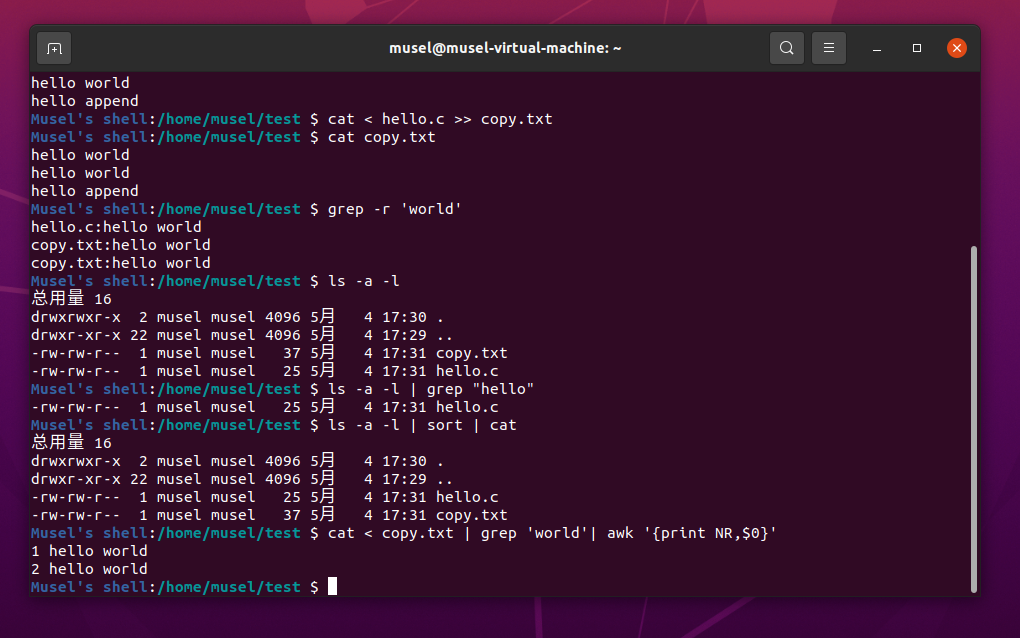 musel@musel-virtual-machine: ~
hello world
hello append
Musel's shell:/home/musel/test $ cat < hello.c >> copy.txt
Musel's shell:/home/musel/test $ cat copy.txt
hello world
hello world
hello append
Musel's shell:/home/musel/test $ grep -r 'world'
hello.c:hello world
copy.txt:hello world
copy.txt:hello world
Musel's shell:/home/musel/test $ ls -a -l
总用量 16
drwxrwxr-x  2 musel musel 4096 5月   4 17:30 .
drwxr-xr-x 22 musel musel 4096 5月   4 17:29 ..
-rw-rw-r--  1 musel musel   37 5月   4 17:31 copy.txt
-rw-rw-r--  1 musel musel   25 5月   4 17:31 hello.c
Musel's shell:/home/musel/test $ ls -a -l | grep "hello"
-rw-rw-r--  1 musel musel   25 5月   4 17:31 hello.c
Musel's shell:/home/musel/test $ ls -a -l | sort | cat
总用量 16
drwxrwxr-x  2 musel musel 4096 5月   4 17:30 .
drwxr-xr-x 22 musel musel 4096 5月   4 17:29 ..
-rw-rw-r--  1 musel musel   25 5月   4 17:31 hello.c
-rw-rw-r--  1 musel musel   37 5月   4 17:31 copy.txt
Musel's shell:/home/musel/test $ cat < copy.txt | grep 'world'| awk '{print NR,$0}'
1 hello world
2 hello world
Musel's shell:/home/musel/test $